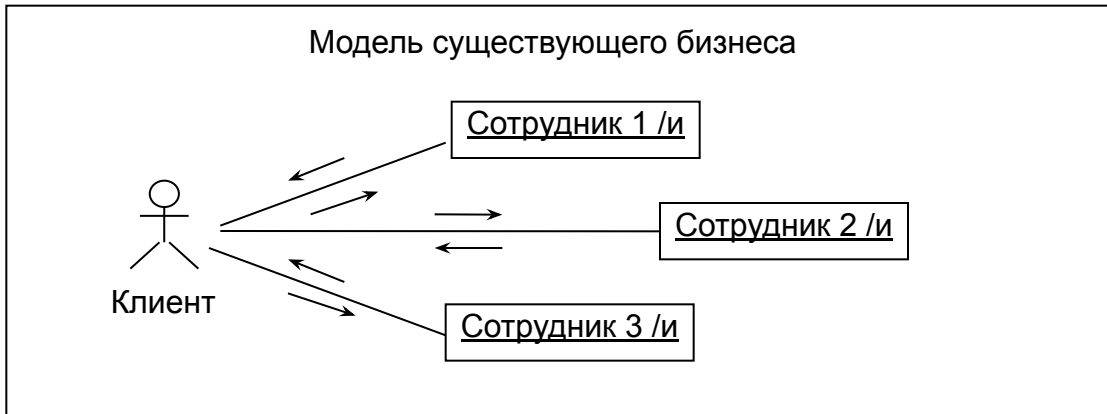 Модель существующего бизнеса
Сотрудник 1 /и
Сотрудник 2 /и
Клиент
Сотрудник 3 /и